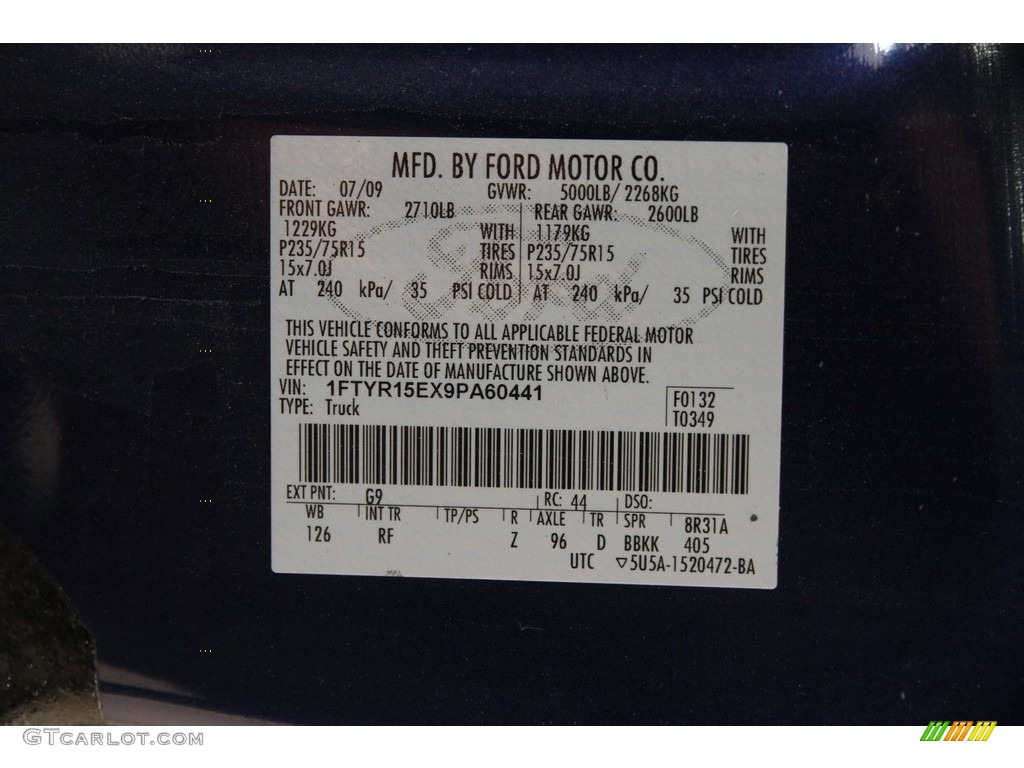 MFD. BY FORD MOTOR CO.
DATE: 07/09 GVWR: 5000LB/ 2268KG
FRONT GAWR: 2710LB REAR GAWR: 2600LB
1229KG WITH 1179KG WITH
P235/75R15 TIRES P235/75R15 TIRES
15x7.0J RIMS 15x7.0J RIMS
AT 240 kPa/ 35 PSI COLD AT 240 kPa/ 35 PSI COLD
THIS VEHICLE CONFORMS TO ALL APPLICABLE FEDERAL MOTOR
VEHICLE SAFETY AND THEFT PREVENTION STANDARDS IN
EFFECT ON THE DATE OF MANUFACTURE SHOWN ABOVE.
VIN: 1FTYR15EX9PA60441
TYPE: Truck
F0132
T0349
EXT PNT: G9 RC: 44 DSO:
WB INT TR TP/PS R AXLE TR SPR 8R31A
126 RF Z 96 D BBKK 405
UTC ▽5U5A-1520472-BA
GTCarlot.com